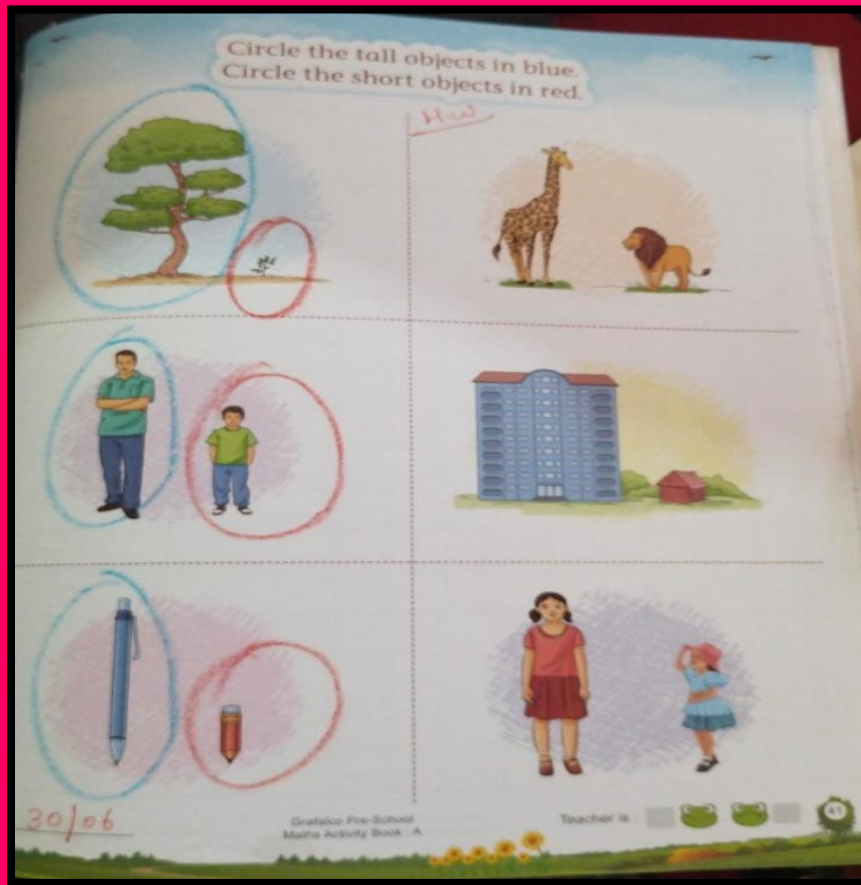 Circle the tall objects in blue.
Circle the short objects in red.
H.W
30/06
Pre-School
Maths Activity Book : A
Teacher is :
41